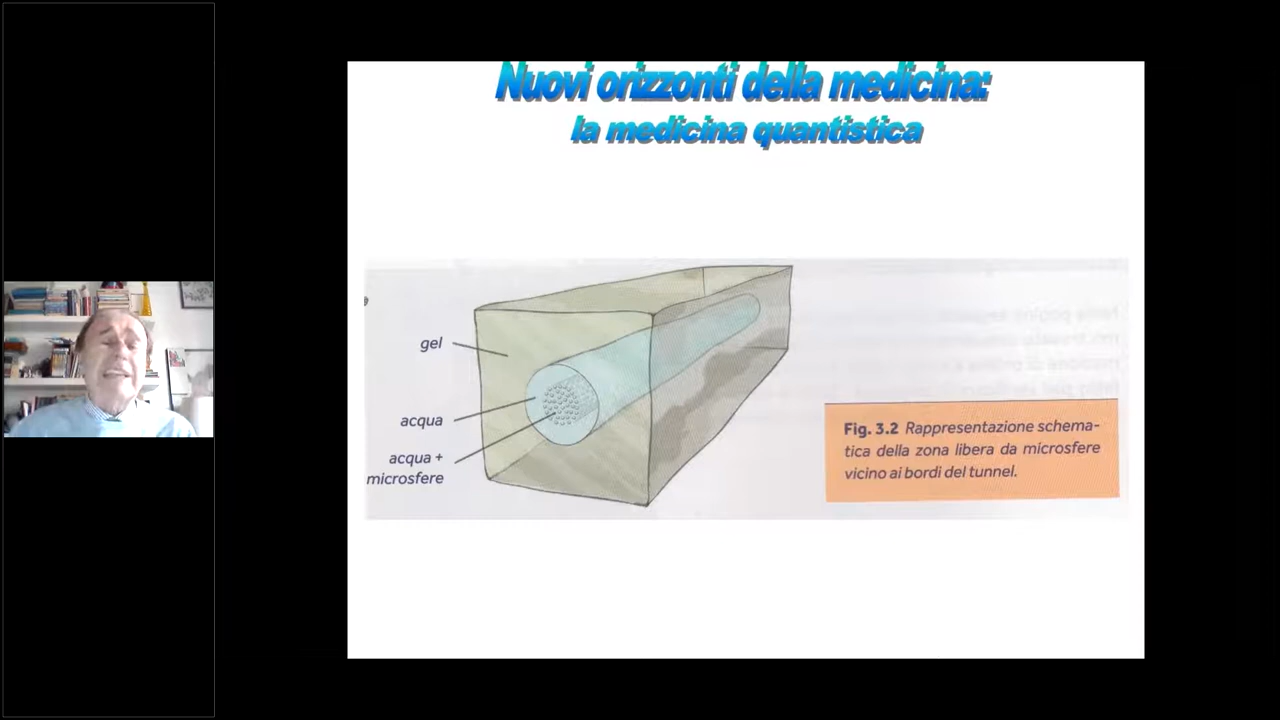 Nuovi orizzonti della medicina:
la medicina quantistica
gel
acqua
acqua +
microsfere
Fig. 3.2 Rappresentazione schema-
tica della zona libera da microsfere
vicino ai bordi del tunnel.